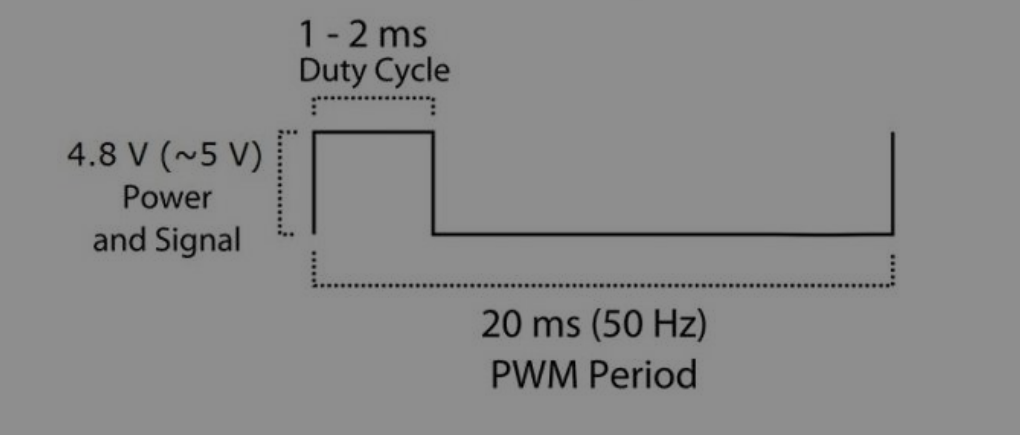 1 - 2 ms
Duty Cycle
4.8 V (~5 V)
Power
and Signal
20 ms (50 Hz)
PWM Period